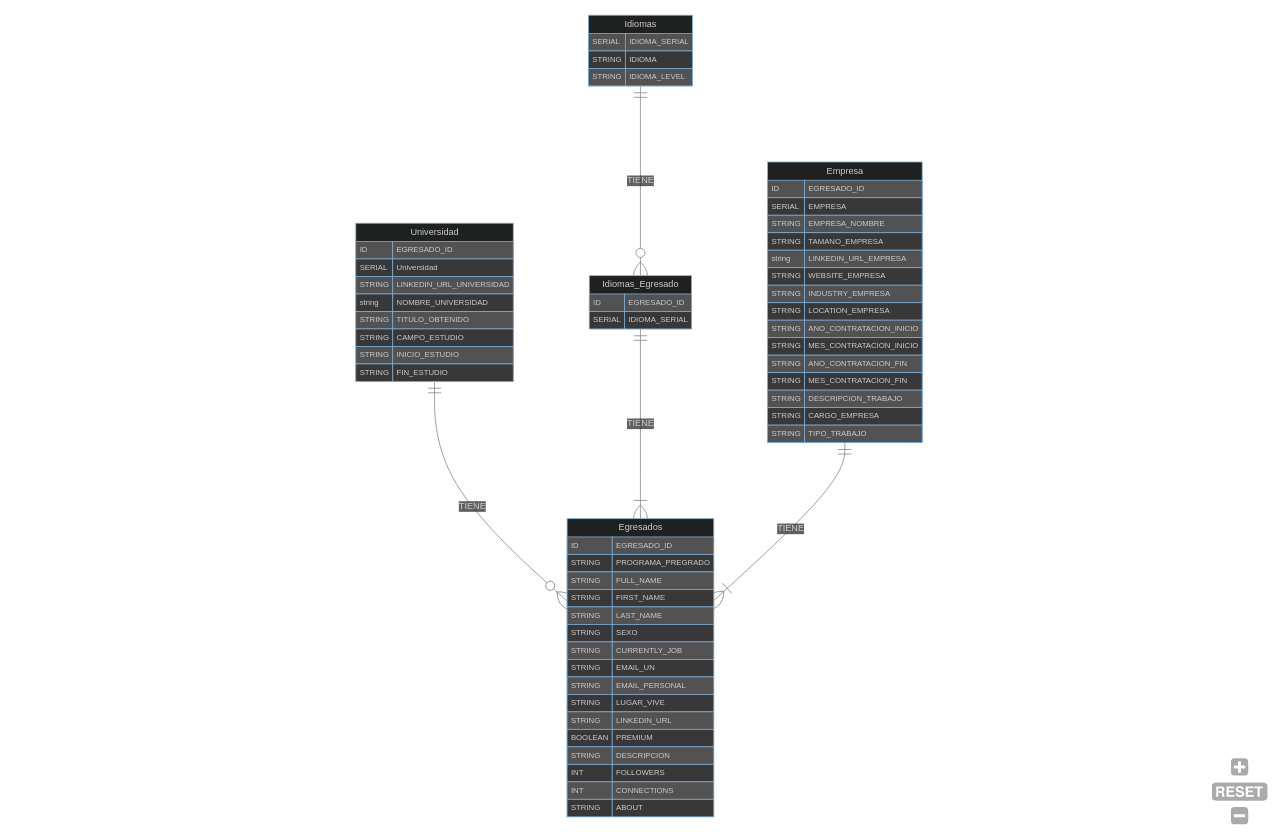 Idiomas
SERIAL IDIOMA_SERIAL
STRING IDIOMA
STRING IDIOMA_LEVEL
TIENE
Empresa
ID EGRESADO_ID
SERIAL EMPRESA
STRING EMPRESA_NOMBRE
STRING TAMANO_EMPRESA
string LINKEDIN_URL_EMPRESA
STRING WEBSITE_EMPRESA
STRING INDUSTRY_EMPRESA
STRING LOCATION_EMPRESA
STRING ANO_CONTRATACION_INICIO
STRING MES_CONTRATACION_INICIO
STRING ANO_CONTRATACION_FIN
STRING MES_CONTRATACION_FIN
STRING DESCRIPCION_TRABAJO
STRING CARGO_EMPRESA
STRING TIPO_TRABAJO
Universidad
ID EGRESADO_ID
SERIAL Universidad
STRING LINKEDIN_URL_UNIVERSIDAD
string NOMBRE_UNIVERSIDAD
STRING TITULO_OBTENIDO
STRING CAMPO_ESTUDIO
STRING INICIO_ESTUDIO
STRING FIN_ESTUDIO
Idiomas_Egresado
ID EGRESADO_ID
SERIAL IDIOMA_SERIAL
TIENE
TIENE
TIENE
Egresados
ID EGRESADO_ID
STRING PROGRAMA_PREGRADO
STRING FULL_NAME
STRING FIRST_NAME
STRING LAST_NAME
STRING SEXO
STRING CURRENTLY_JOB
STRING EMAIL_UN
STRING EMAIL_PERSONAL
STRING LUGAR_VIVE
STRING LINKEDIN_URL
BOOLEAN PREMIUM
STRING DESCRIPCION
INT FOLLOWERS
INT CONNECTIONS
STRING ABOUT
RESET